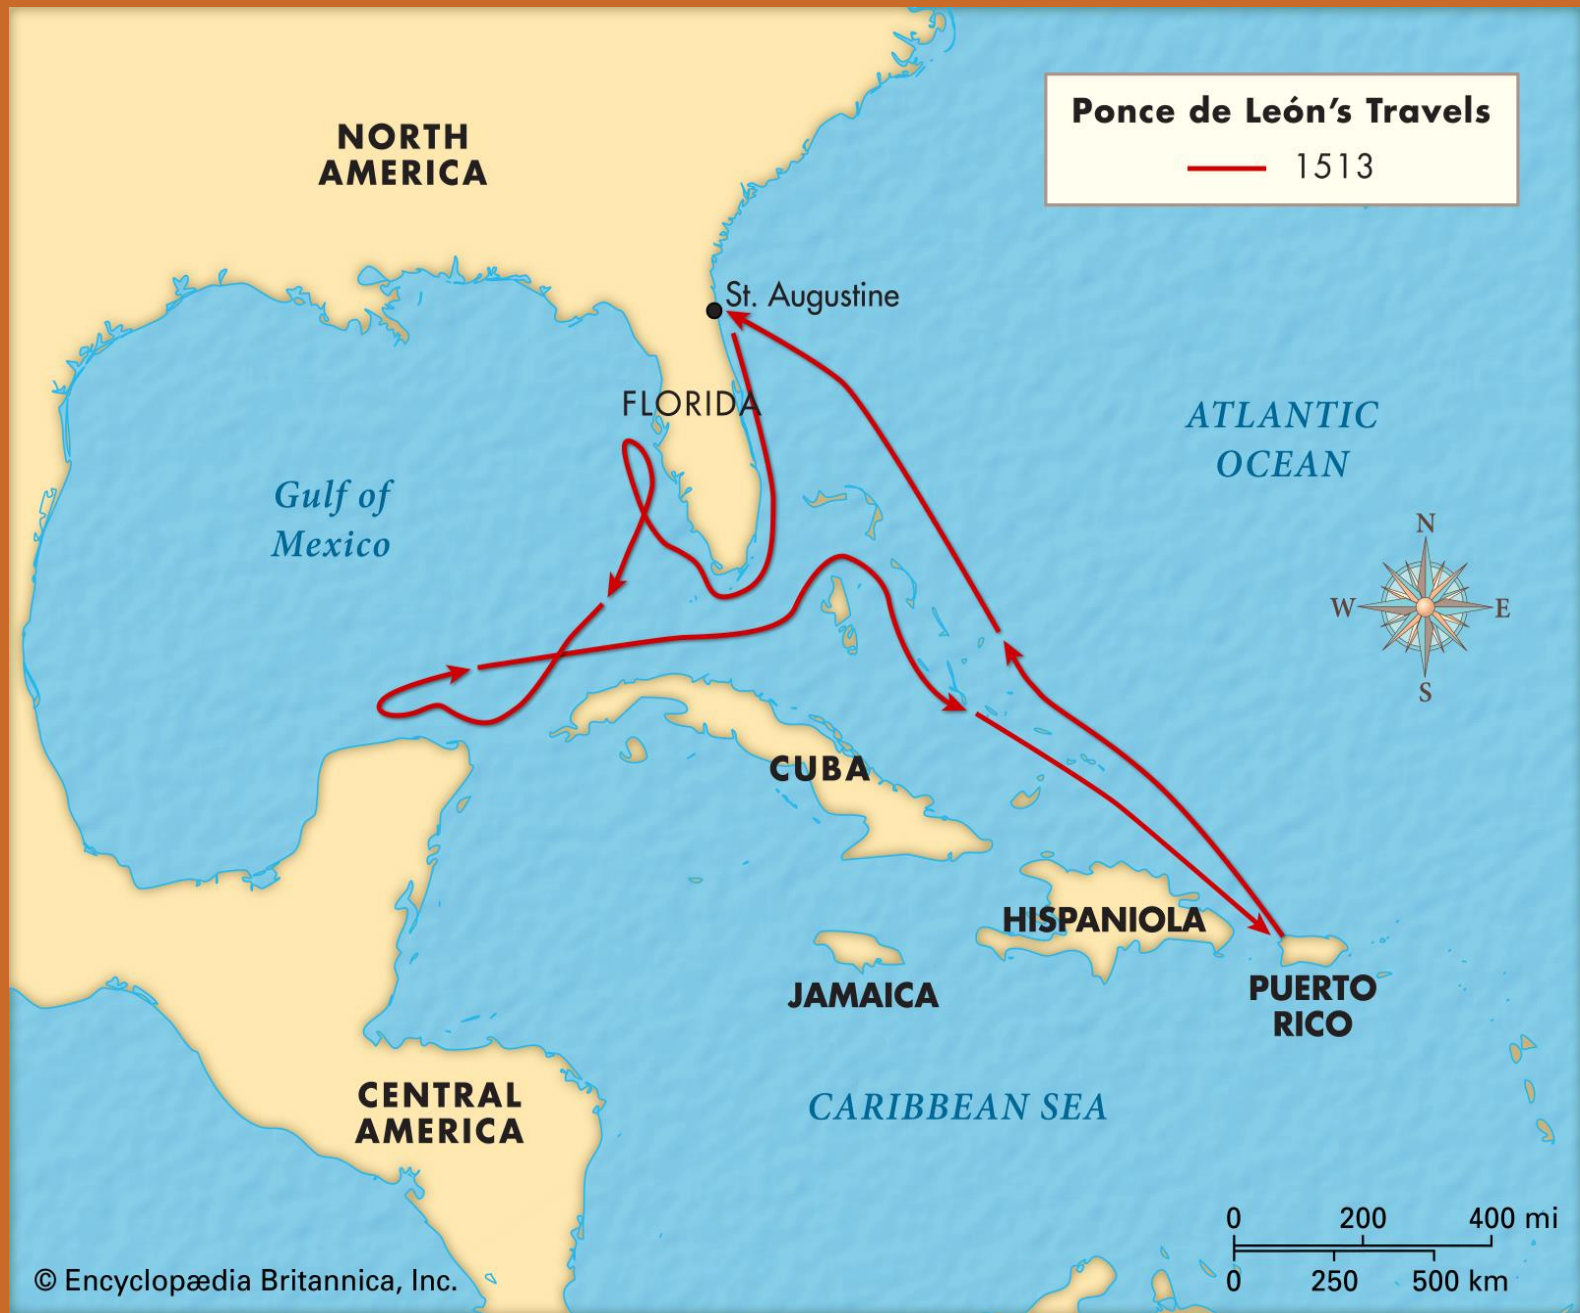 Ponce de León's Travels
1513
NORTH
AMERICA
St. Augustine
FLORIDA
ATLANTIC
OCEAN
Gulf of
Mexico
N
W
E
S
CUBA
HISPANIOLA
JAMAICA
PUERTO
RICO
CENTRAL
AMERICA
CARIBBEAN SEA
0 200 400 mi
0 250 500 km
© Encyclopædia Britannica, Inc.